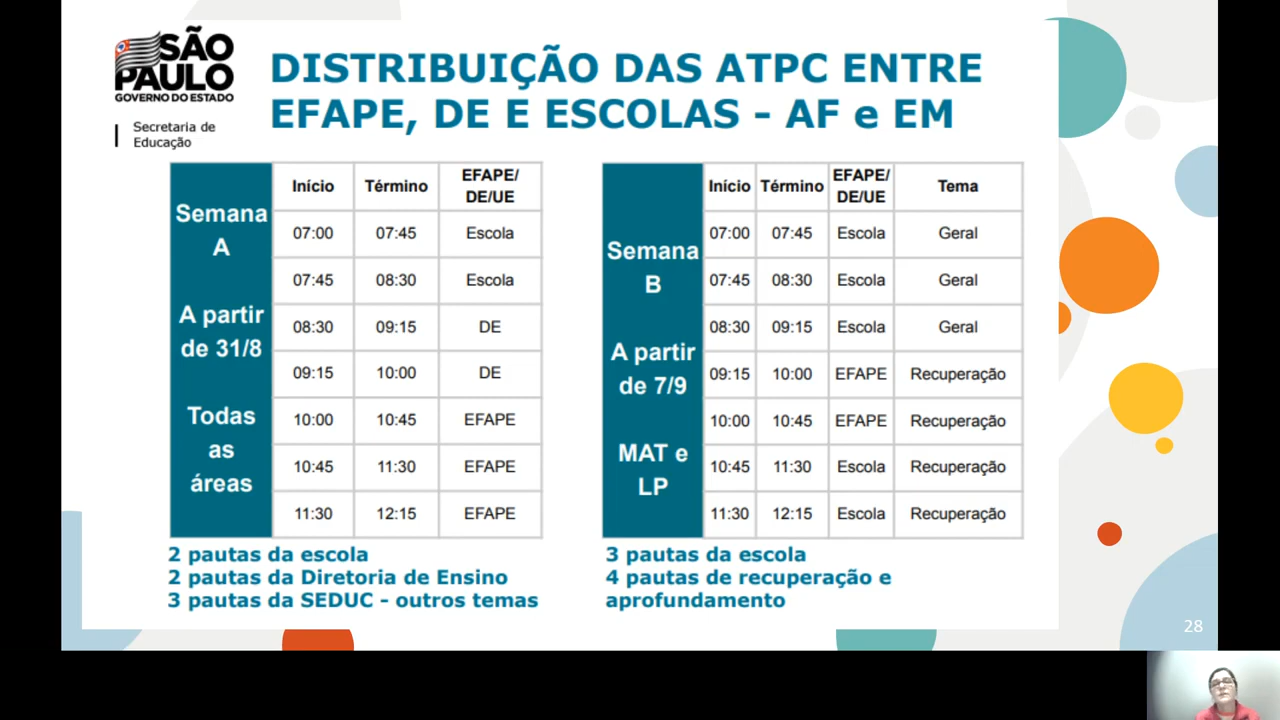 SÃO
PAULO
GOVERNO DO ESTADO
Secretaria de
Educação
DISTRIBUIÇÃO DAS ATPC ENTRE
EFAPE, DE E ESCOLAS - AF e EM
Semana
A
A partir
de 31/8
Todas
as
áreas
Início Término EFAPE/
DE/UE
07:00 07:45 Escola
07:45 08:30 Escola
08:30 09:15 DE
09:15 10:00 DE
10:00 10:45 EFAPE
10:45 11:30 EFAPE
11:30 12:15 EFAPE
2 pautas da escola
2 pautas da Diretoria de Ensino
3 pautas da SEDUC - outros temas
Semana
B
A partir
de 7/9
MAT e
LP
Início Término EFAPE/
DE/UE Tema
07:00 07:45 Escola Geral
07:45 08:30 Escola Geral
08:30 09:15 Escola Geral
09:15 10:00 EFAPE Recuperação
10:00 10:45 EFAPE Recuperação
10:45 11:30 Escola Recuperação
11:30 12:15 Escola Recuperação
3 pautas da escola
4 pautas de recuperação e
aprofundamento
28